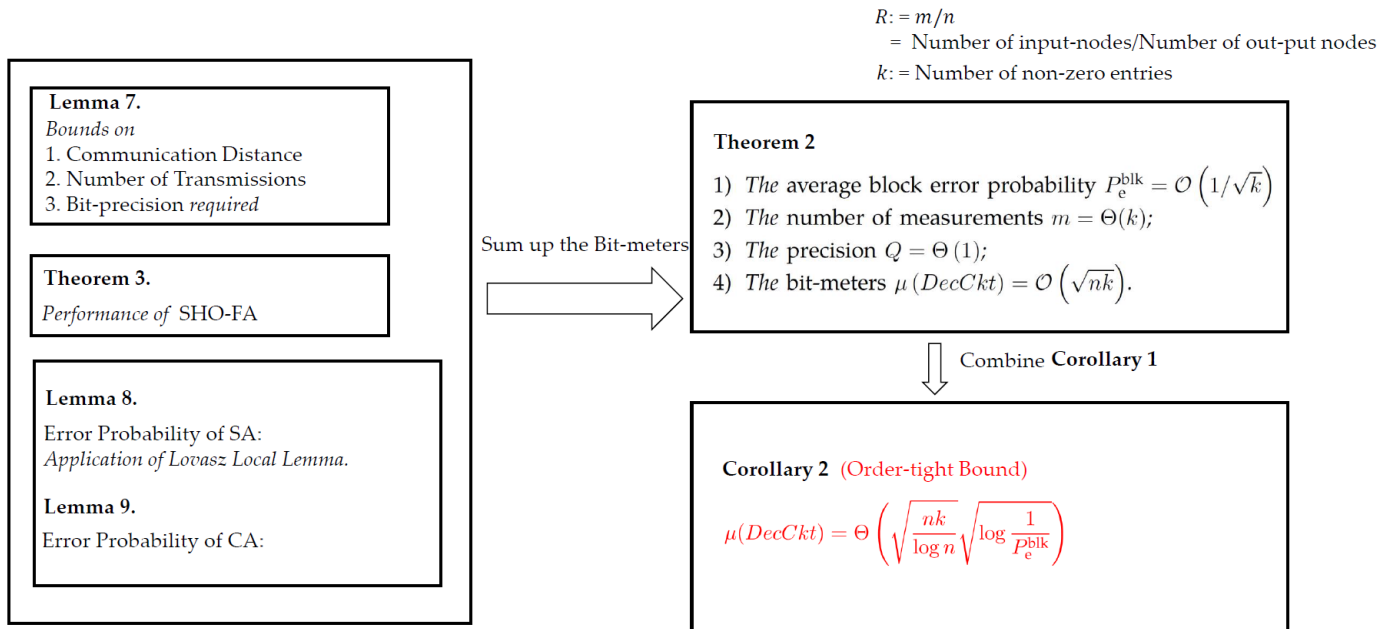 R: = m/n
= Number of input-nodes/Number of out-put nodes
k: = Number of non-zero entries
Lemma 7.
Bounds on
1. Communication Distance
2. Number of Transmissions
3. Bit-precision required
Theorem 3.
Performance of SHO-FA
Lemma 8.
Error Probability of SA:
Application of Lovasz Local Lemma.
Lemma 9.
Error Probability of CA:
Sum up the Bit-meters
Theorem 2
1) The average block error probability P_e^blk = 𝒪(1/√k)
2) The number of measurements m = Θ(k);
3) The precision Q = Θ(1);
4) The bit-meters μ(DecCkt) = 𝒪(√nk).
Combine Corollary 1
Corollary 2 (Order-tight Bound)
μ(DecCkt) = Θ(√(nk/log n) √(log 1/P_e^blk))